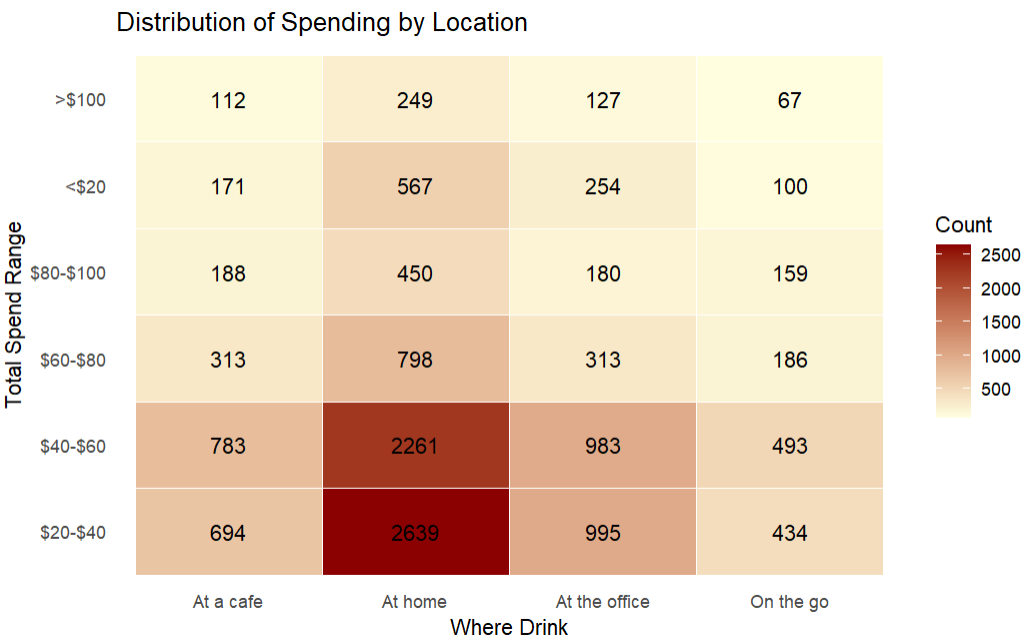 Distribution of Spending by Location
Total Spend Range
>$100 112 249 127 67
<$20 171 567 254 100
$80-$100 188 450 180 159
$60-$80 313 798 313 186
$40-$60 783 2261 983 493
$20-$40 694 2639 995 434
At a cafe At home At the office On the go
Where Drink
Count
2500
2000
1500
1000
500